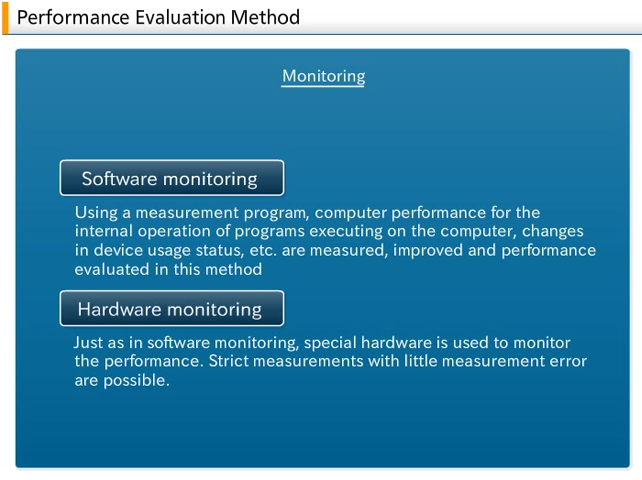 Performance Evaluation Method
Monitoring
Software monitoring
Using a measurement program, computer performance for the
internal operation of programs executing on the computer, changes
in device usage status, etc. are measured, improved and performance
evaluated in this method
Hardware monitoring
Just as in software monitoring, special hardware is used to monitor
the performance. Strict measurements with little measurement error
are possible.